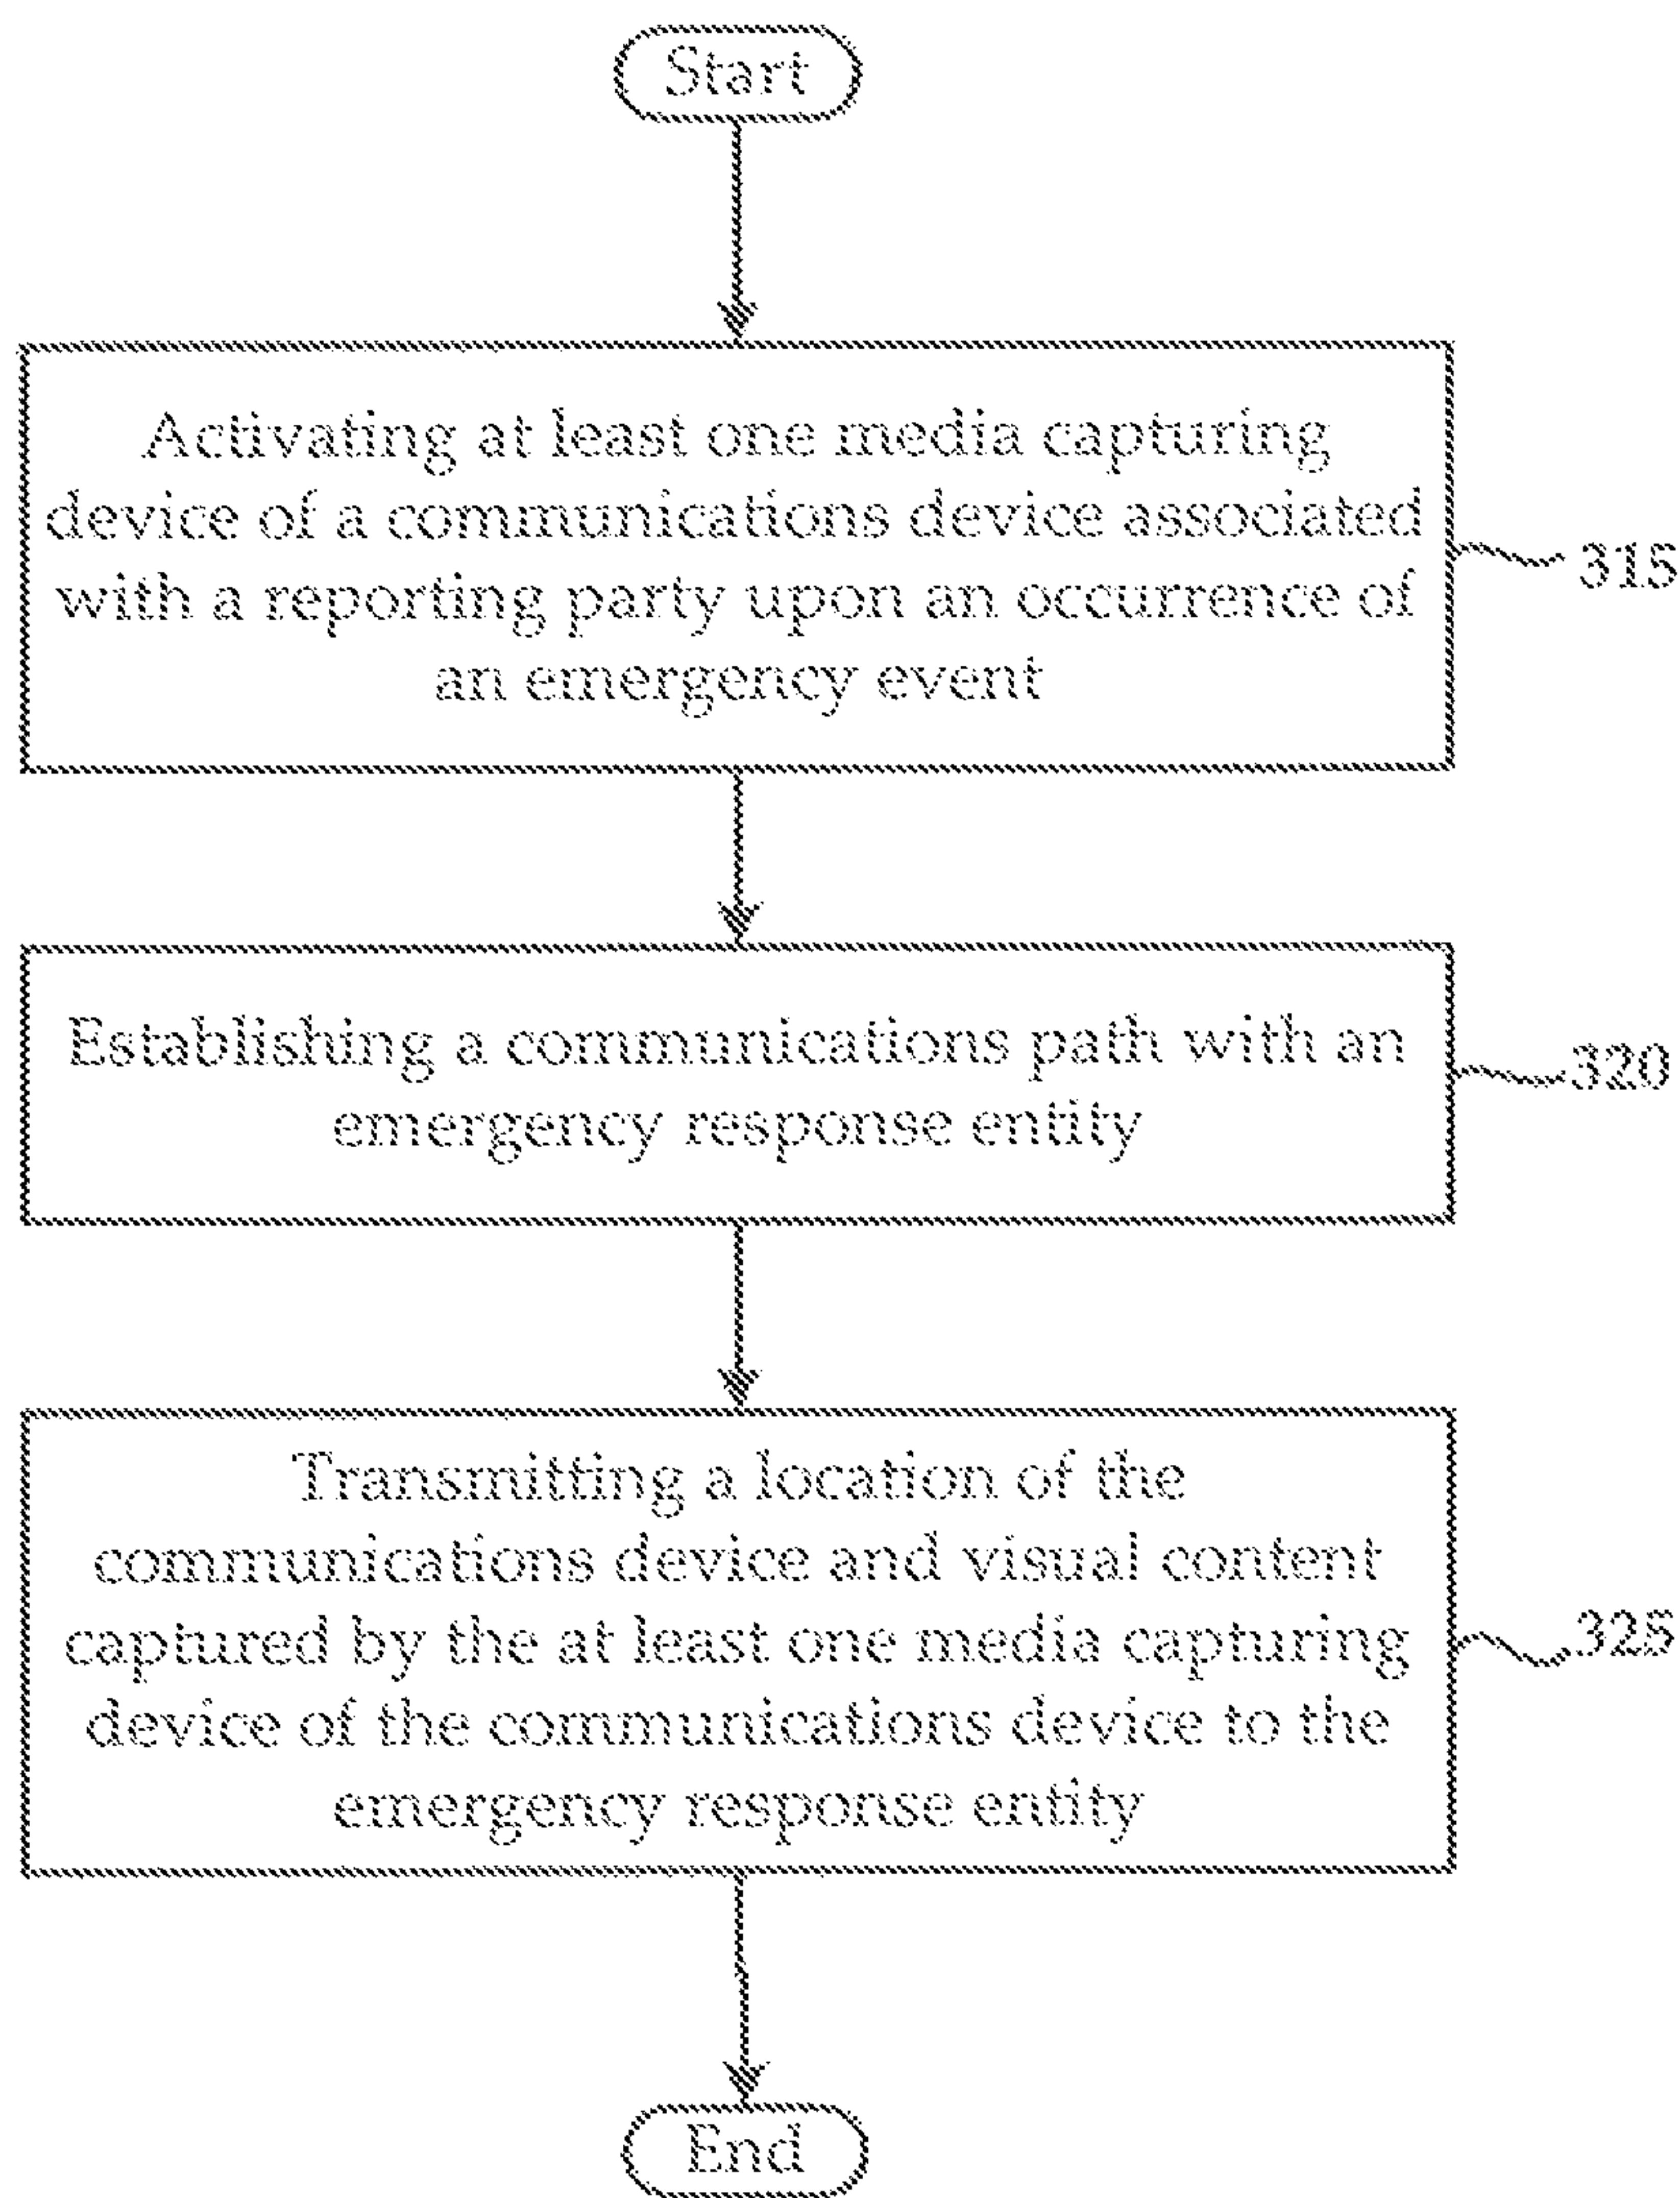 Start
Activating at least one media capturing
device of a communications device associated
with a reporting party upon an occurrence of
an emergency event
315
Establishing a communications path with an
emergency response entity
320
Transmitting a location of the
communications device and visual content
captured by the at least one media capturing
device of the communications device to the
emergency response entity
325
End